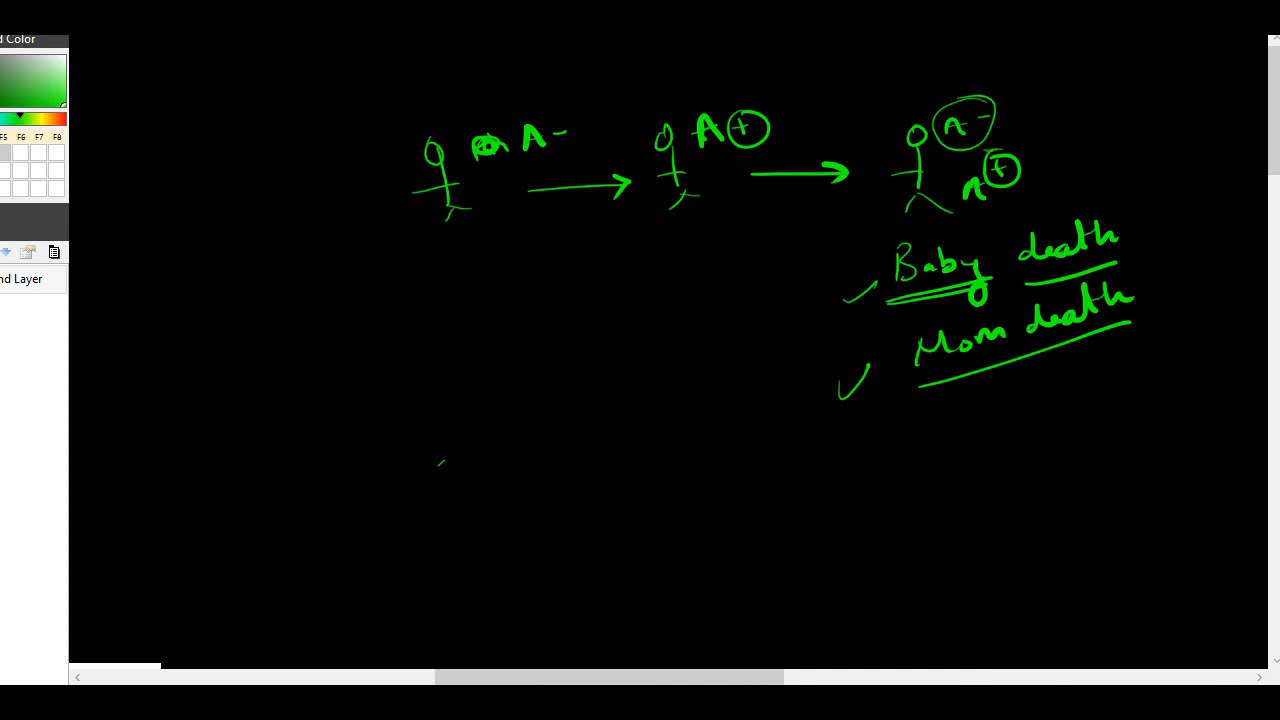 d Color
F5 F6 F7 F8
nd Layer
A-
A+
A-
A+
Baby death
Mom death